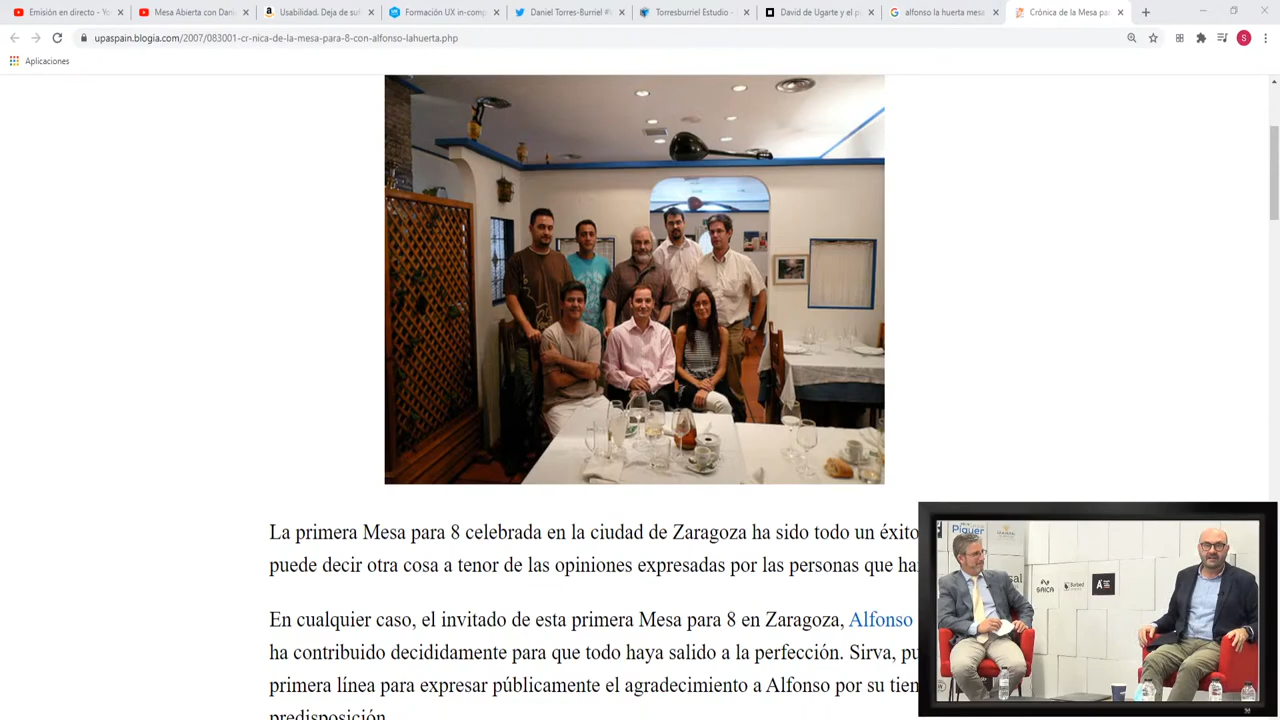 Emisión en directo - Yo
Mesa Abierta con Dani
Usabilidad. Deja de suf
Formación UX in-comp
Daniel Torres-Burriel #
Torresburriel Estudio -
David de Ugarte y el p
alfonso la huerta mesa
Crónica de la Mesa pa
upaspain.blogia.com/2007/083001-cr-nica-de-la-mesa-para-8-con-alfonso-lahuerta.php
S
Aplicaciones
La primera Mesa para 8 celebrada en la ciudad de Zaragoza ha sido todo un éxito
puede decir otra cosa a tenor de las opiniones expresadas por las personas que ha
En cualquier caso, el invitado de esta primera Mesa para 8 en Zaragoza, Alfonso
ha contribuido decididamente para que todo haya salido a la perfección. Sirva, pu
primera línea para expresar públicamente el agradecimiento a Alfonso por su tien
predisposición.
Piquer
SAICA